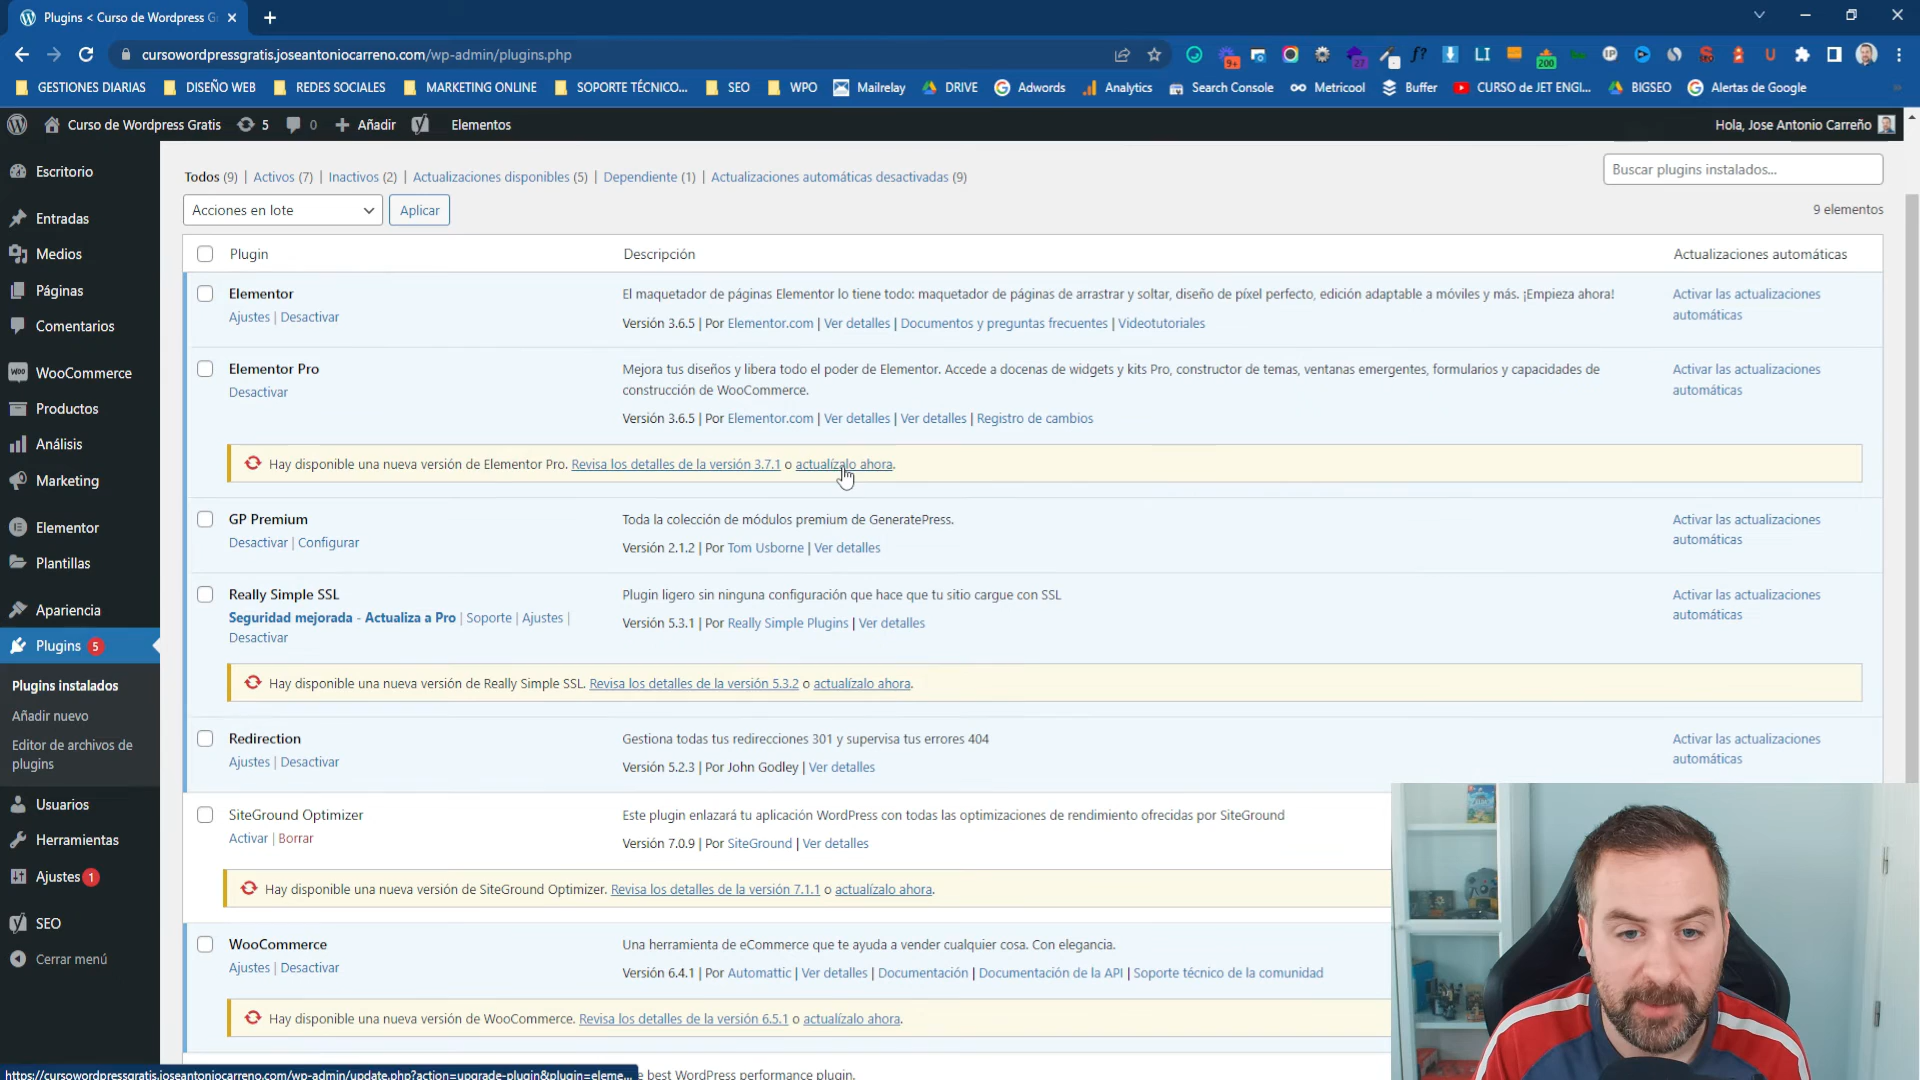 Plugins < Curso de Wordpress G
cursowordpressgratis.joseantoniocarreno.com/wp-admin/plugins.php
GESTIONES DIARIAS DISEÑO WEB REDES SOCIALES MARKETING ONLINE SOPORTE TÉCNICO... SEO WPO Mailrelay DRIVE Adwords Analytics Search Console Metricool Buffer CURSO de JET ENGI... BIGSEO Alertas de Google
Curso de Wordpress Gratis 5 0 Añadir Elementos Hola, Jose Antonio Carreño
Escritorio
Entradas
Medios
Páginas
Comentarios
WooCommerce
Productos
Análisis
Marketing
Elementor
Plantillas
Apariencia
Plugins 5
Plugins instalados
Añadir nuevo
Editor de archivos de
plugins
Usuarios
Herramientas
Ajustes 1
SEO
Cerrar menú
Todos (9) | Activos (7) | Inactivos (2) | Actualizaciones disponibles (5) | Dependiente (1) | Actualizaciones automáticas desactivadas (9)
Buscar plugins instalados...
Acciones en lote Aplicar
9 elementos
Plugin Descripción Actualizaciones automáticas
Elementor
Ajustes | Desactivar
El maquetador de páginas Elementor lo tiene todo: maquetador de páginas de arrastrar y soltar, diseño de píxel perfecto, edición adaptable a móviles y más. ¡Empieza ahora!
Versión 3.6.5 | Por Elementor.com | Ver detalles | Documentos y preguntas frecuentes | Videotutoriales
Activar las actualizaciones
automáticas
Elementor Pro
Desactivar
Mejora tus diseños y libera todo el poder de Elementor. Accede a docenas de widgets y kits Pro, constructor de temas, ventanas emergentes, formularios y capacidades de
construcción de WooCommerce.
Versión 3.6.5 | Por Elementor.com | Ver detalles | Ver detalles | Registro de cambios
Activar las actualizaciones
automáticas
Hay disponible una nueva versión de Elementor Pro. Revisa los detalles de la versión 3.7.1 o actualízalo ahora.
GP Premium
Desactivar | Configurar
Toda la colección de módulos premium de GeneratePress.
Versión 2.1.2 | Por Tom Usborne | Ver detalles
Activar las actualizaciones
automáticas
Really Simple SSL
Seguridad mejorada - Actualiza a Pro | Soporte | Ajustes |
Desactivar
Plugin ligero sin ninguna configuración que hace que tu sitio cargue con SSL
Versión 5.3.1 | Por Really Simple Plugins | Ver detalles
Activar las actualizaciones
automáticas
Hay disponible una nueva versión de Really Simple SSL. Revisa los detalles de la versión 5.3.2 o actualízalo ahora.
Redirection
Ajustes | Desactivar
Gestiona todas tus redirecciones 301 y supervisa tus errores 404
Versión 5.2.3 | Por John Godley | Ver detalles
Activar las actualizaciones
automáticas
SiteGround Optimizer
Activar | Borrar
Este plugin enlazará tu aplicación WordPress con todas las optimizaciones de rendimiento ofrecidas por SiteGround
Versión 7.0.9 | Por SiteGround | Ver detalles
Hay disponible una nueva versión de SiteGround Optimizer. Revisa los detalles de la versión 7.1.1 o actualízalo ahora.
WooCommerce
Ajustes | Desactivar
Una herramienta de eCommerce que te ayuda a vender cualquier cosa. Con elegancia.
Versión 6.4.1 | Por Automattic | Ver detalles | Documentación | Documentación de la API | Soporte técnico de la comunidad
Hay disponible una nueva versión de WooCommerce. Revisa los detalles de la versión 6.5.1 o actualízalo ahora.
https://cursowordpressgratis.joseantoniocarreno.com/wp-admin/update.php?action=upgrade-plugin&plugin=eleme... best WordPress performance plugin.